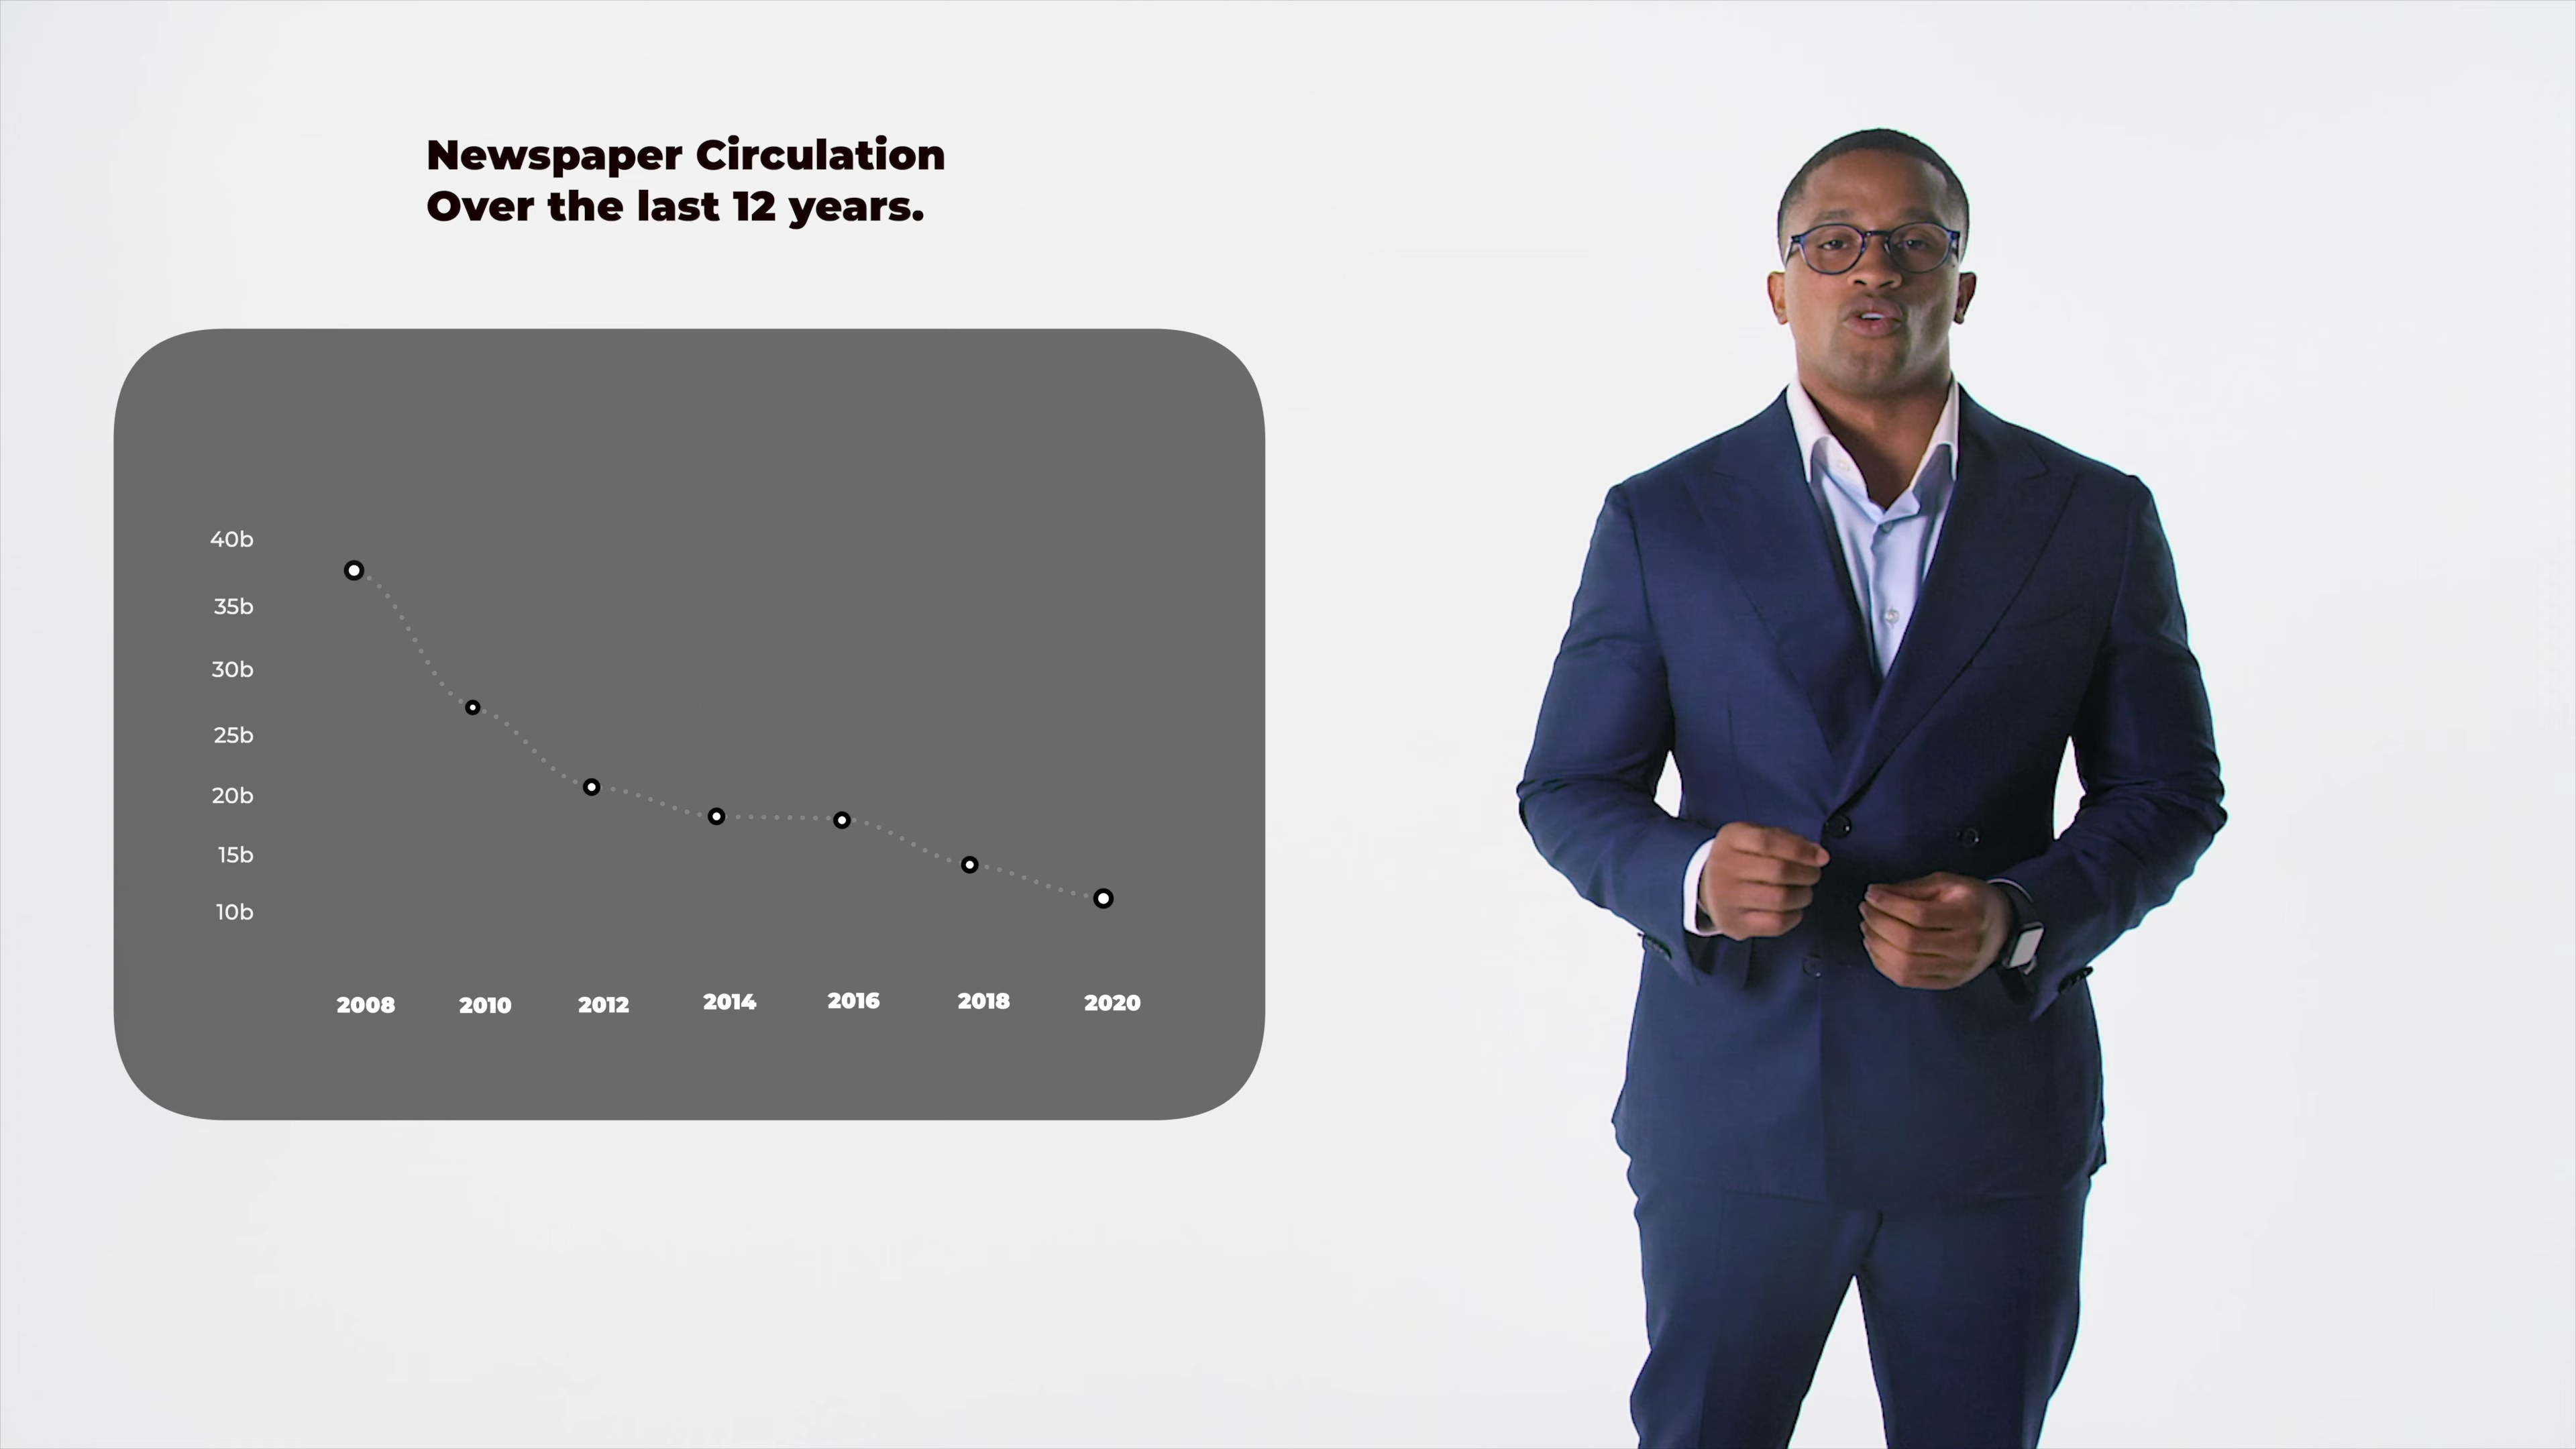 Newspaper Circulation
Over the last 12 years.
40b
35b
30b
25b
20b
15b
10b
2008 2010 2012 2014 2016 2018 2020